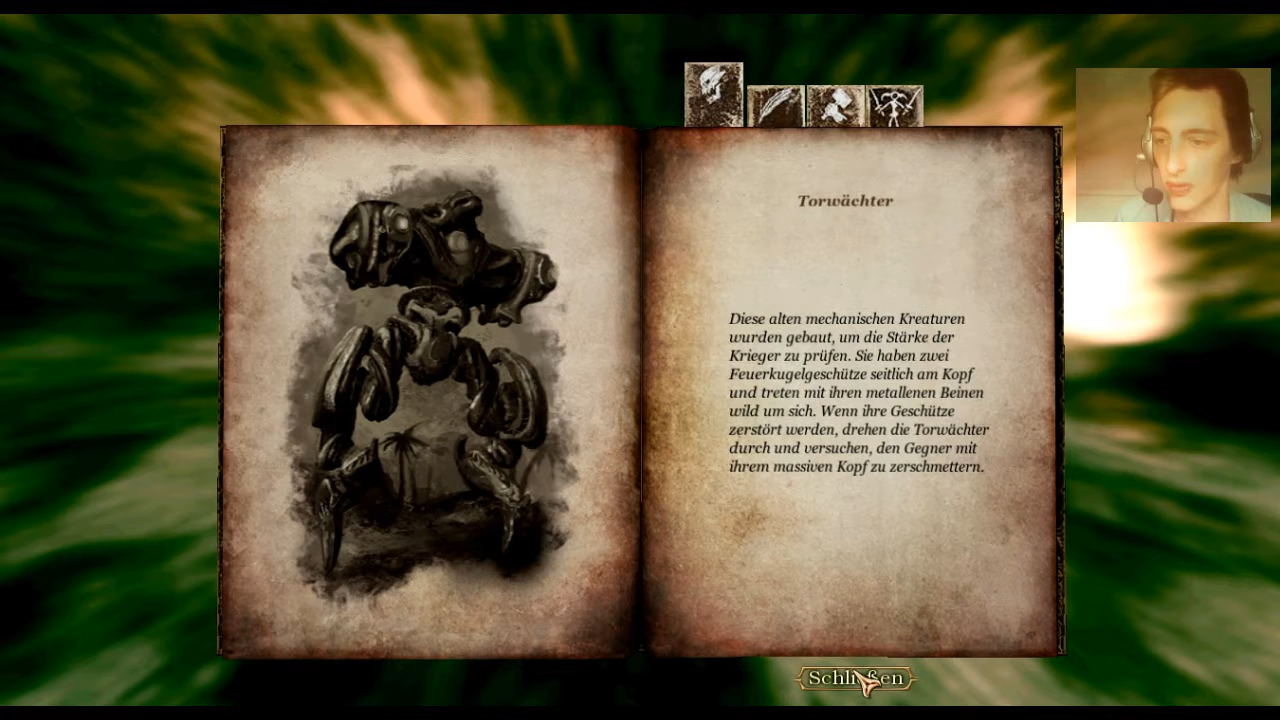 Torwächter
Diese alten mechanischen Kreaturen
wurden gebaut, um die Stärke der
Krieger zu prüfen. Sie haben zwei
Feuerkugelgeschütze seitlich am Kopf
und treten mit ihren metallenen Beinen
wild um sich. Wenn ihre Geschütze
zerstört werden, drehen die Torwächter
durch und versuchen, den Gegner mit
ihrem massiven Kopf zu zerschmettern.
Schließen